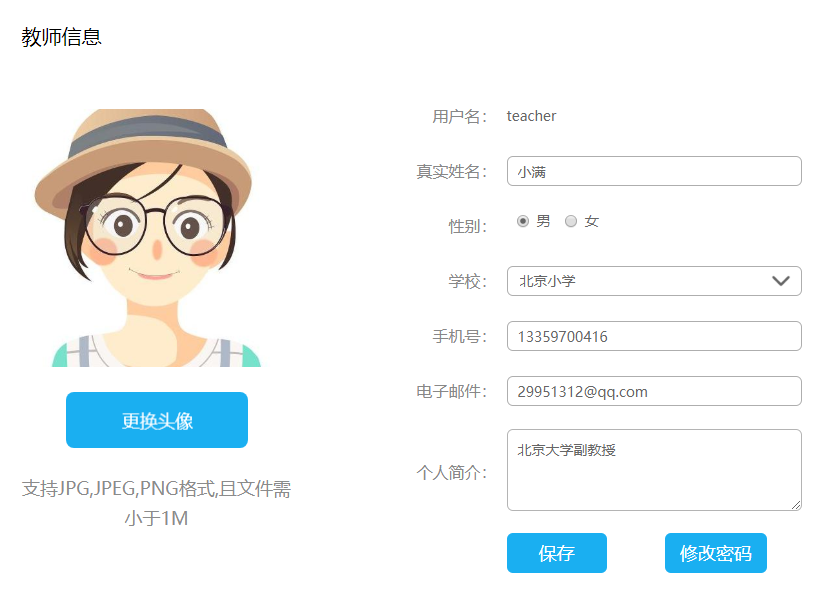 教师信息
用户名： teacher
真实姓名： 小满
性别： 男 女
学校： 北京小学
手机号： 13359700416
电子邮件： 29951312@qq.com
个人简介： 北京大学副教授
更换头像
支持JPG,JPEG,PNG格式,且文件需
小于1M
保存 修改密码